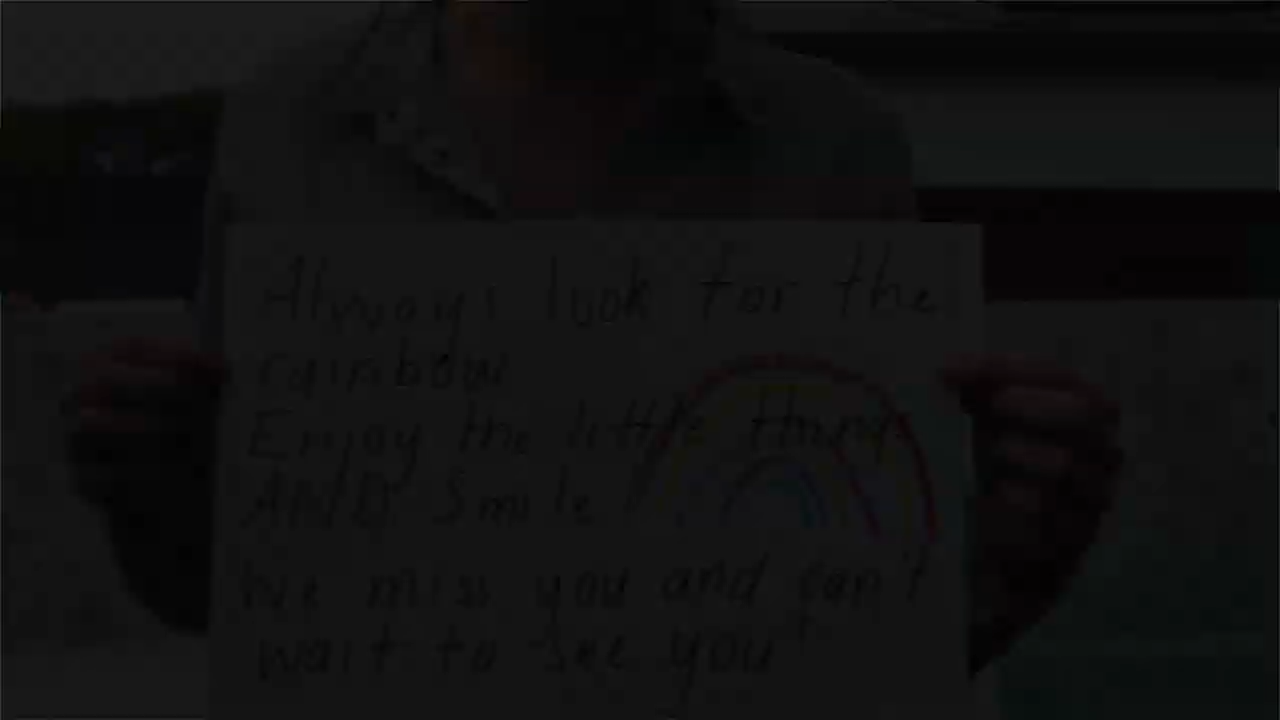 Always look for the
rainbow
Enjoy the little things
AND Smile!
We miss you and can't
wait to see you!